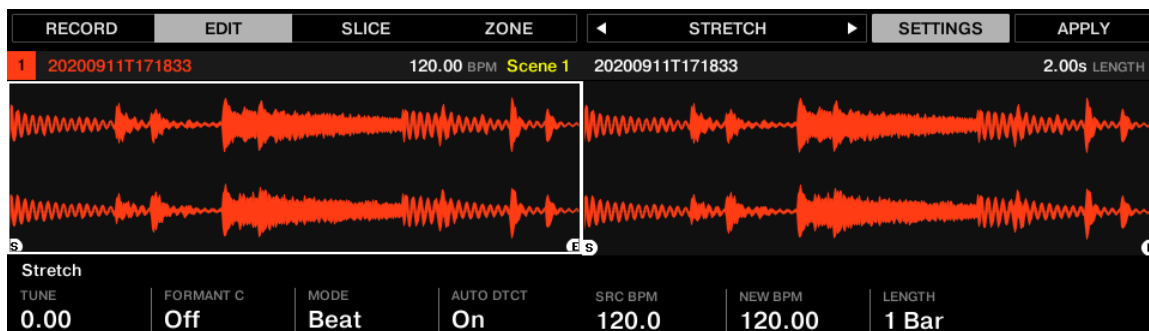 RECORD EDIT SLICE ZONE STRETCH SETTINGS APPLY
1 20200911T171833 120.00 BPM Scene 1 20200911T171833 2.00s LENGTH
S E S
Stretch
TUNE FORMANT C MODE AUTO DTCT SRC BPM NEW BPM LENGTH
0.00 Off Beat On 120.0 120.00 1 Bar